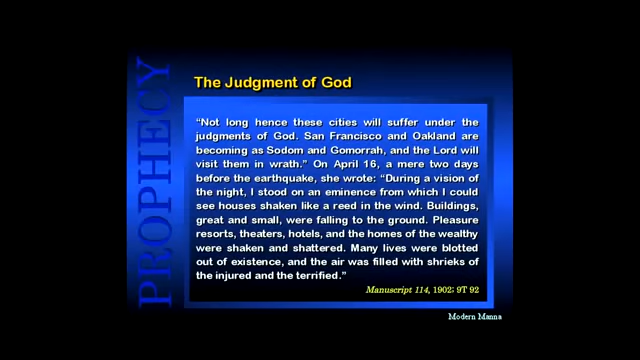 PROPHECY
The Judgment of God
“Not long hence these cities will suffer under the
judgments of God. San Francisco and Oakland are
becoming as Sodom and Gomorrah, and the Lord will
visit them in wrath.” On April 16, a mere two days
before the earthquake, she wrote: “During a vision of
the night, I stood on an eminence from which I could
see houses shaken like a reed in the wind. Buildings,
great and small, were falling to the ground. Pleasure
resorts, theaters, hotels, and the homes of the wealthy
were shaken and shattered. Many lives were blotted
out of existence, and the air was filled with shrieks of
the injured and the terrified.”
Manuscript 114, 1902; 9T 92
Modern Manna